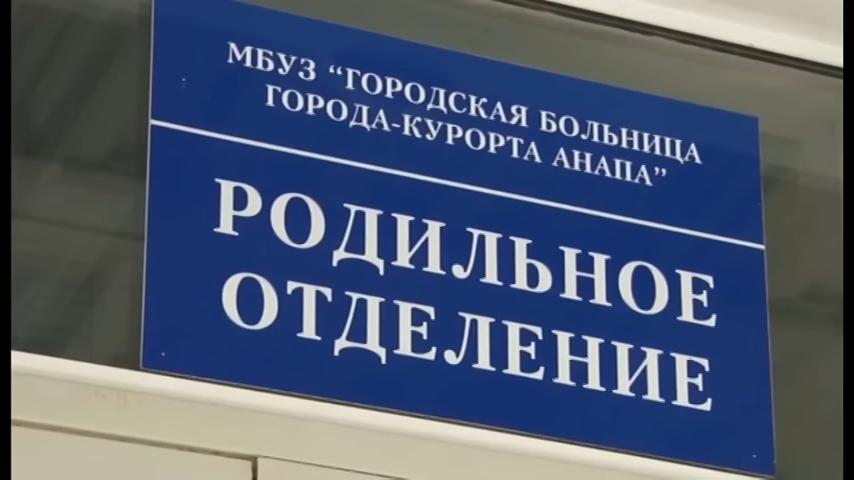 МБУЗ “ГОРОДСКАЯ БОЛЬНИЦА
ГОРОДА-КУРОРТА АНАПА”
РОДИЛЬНОЕ
ОТДЕЛЕНИЕ